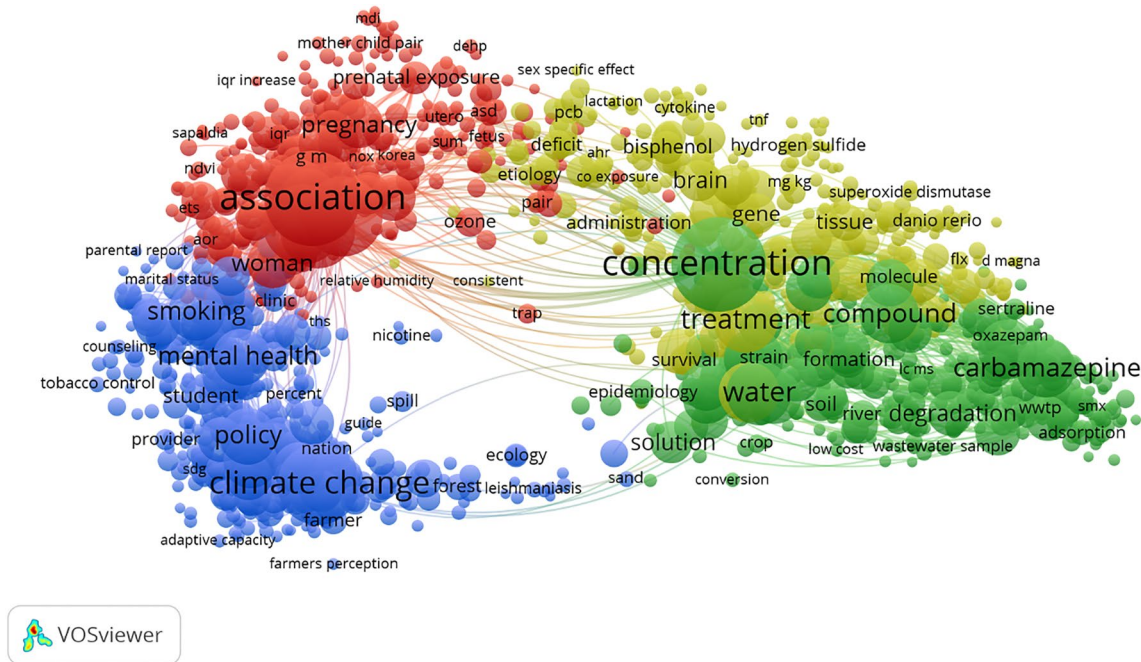 mdi
mother child pair
dehp
iqr increase
prenatal exposure
sex specific effect
lactation
cytokine
pcb
utero
asd
tnf
sapaldia
iqr
pregnancy
sum
fetus
deficit
ahr
bisphenol
hydrogen sulfide
g m
nox korea
ndvi
etiology
co exposure
brain
mg kg
superoxide dismutase
association
pair
ets
ozone
administration
gene
tissue
danio rerio
aor
parental report
woman
concentration
flx
d magna
marital status
relative humidity
consistent
molecule
clinic
smoking
ths
trap
treatment
compound
sertraline
nicotine
oxazepam
counseling
mental health
survival
strain
formation
lc ms
carbamazepine
tobacco control
student
percent
spill
epidemiology
water
soil
river
degradation
wwtp
smx
guide
provider
policy
nation
solution
crop
low cost
wastewater sample
adsorption
ecology
sdg
climate change
forest
leishmaniasis
sand
conversion
farmer
adaptive capacity
farmers perception
VOSviewer